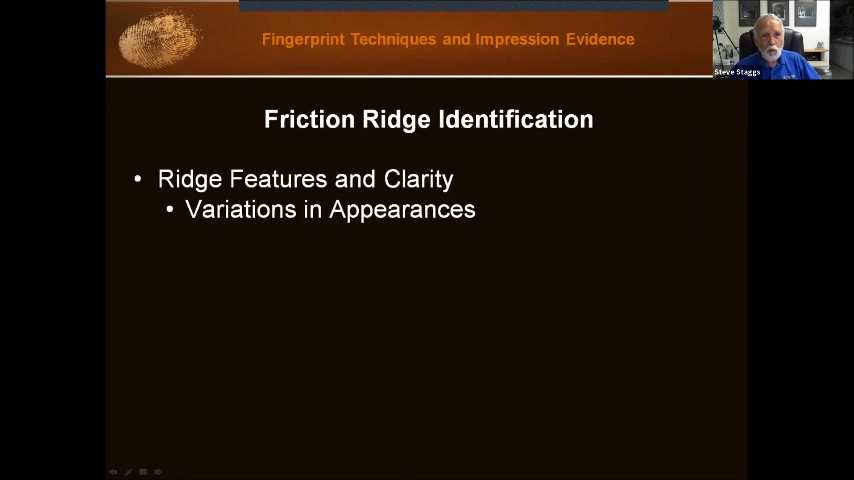 Fingerprint Techniques and Impression Evidence
Steve Staggs
Friction Ridge Identification
• Ridge Features and Clarity
• Variations in Appearances